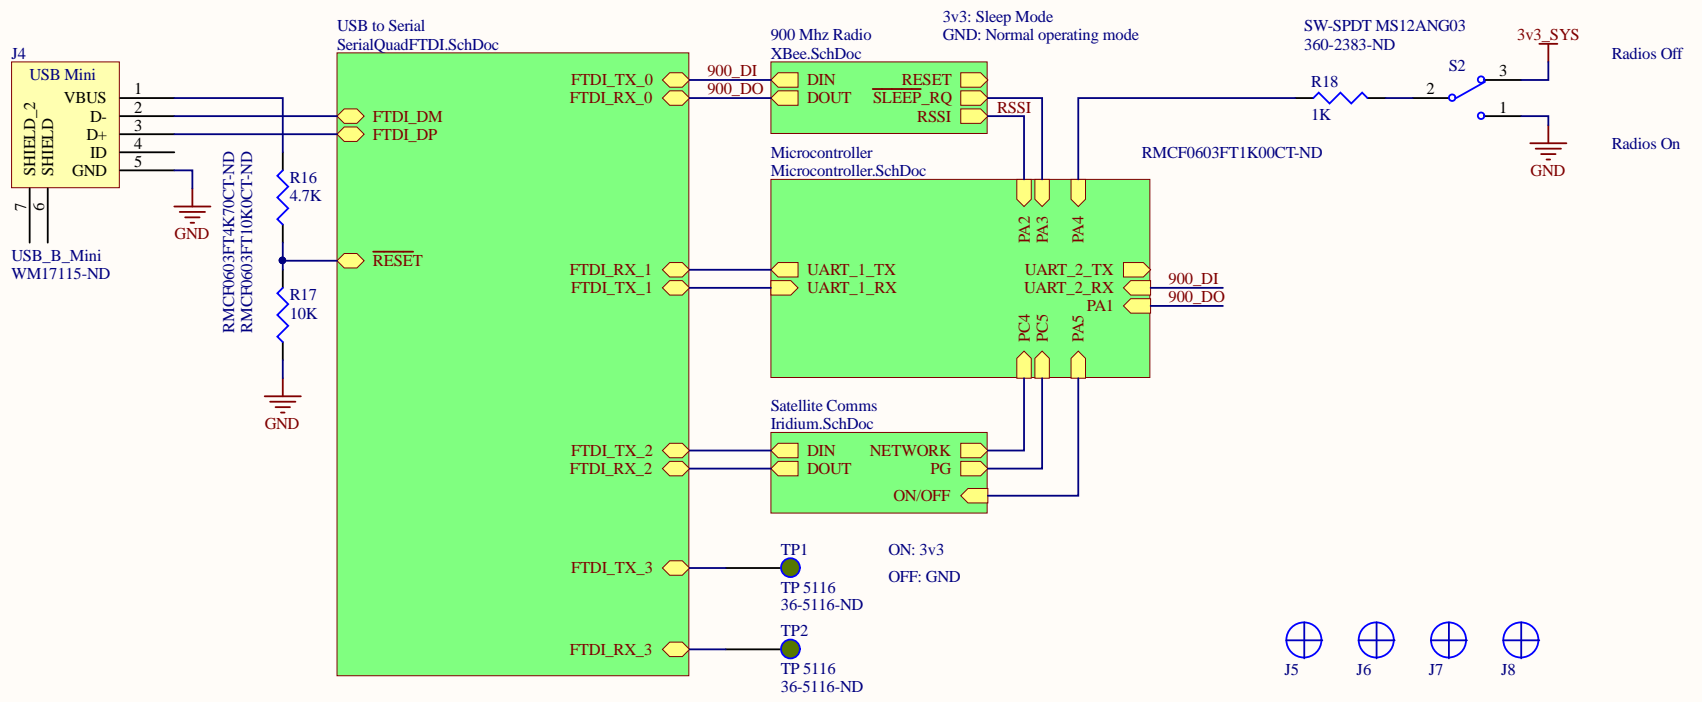 J4
USB Mini
VBUS
D-
D+
ID
GND
SHIELD_2
SHIELD
1
2
3
4
5
7
6
USB_B_Mini
WM17115-ND
GND
RMCF0603FT4K70CT-ND
RMCF0603FT10K0CT-ND
R16
4.7K
R17
10K
GND
USB to Serial
SerialQuadFTDI.SchDoc
FTDI_DM
FTDI_DP
RESET
FTDI_TX_0
FTDI_RX_0
FTDI_RX_1
FTDI_TX_1
FTDI_TX_2
FTDI_RX_2
FTDI_TX_3
FTDI_RX_3
900_DI
900_DO
900 Mhz Radio
XBee.SchDoc
DIN
DOUT
RESET
SLEEP_RQ
RSSI
RSSI
3v3: Sleep Mode
GND: Normal operating mode
Microcontroller
Microcontroller.SchDoc
PA2
PA3
PA4
UART_1_TX
UART_1_RX
UART_2_TX
UART_2_RX
PA1
PC4
PC5
PA5
900_DI
900_DO
Satellite Comms
Iridium.SchDoc
DIN
DOUT
NETWORK
PG
ON/OFF
TP1
TP 5116
36-5116-ND
TP2
TP 5116
36-5116-ND
ON: 3v3
OFF: GND
SW-SPDT MS12ANG03
360-2383-ND
R18
1K
RMCF0603FT1K00CT-ND
S2
2
3
1
3v3_SYS
GND
Radios Off
Radios On
J5
J6
J7
J8